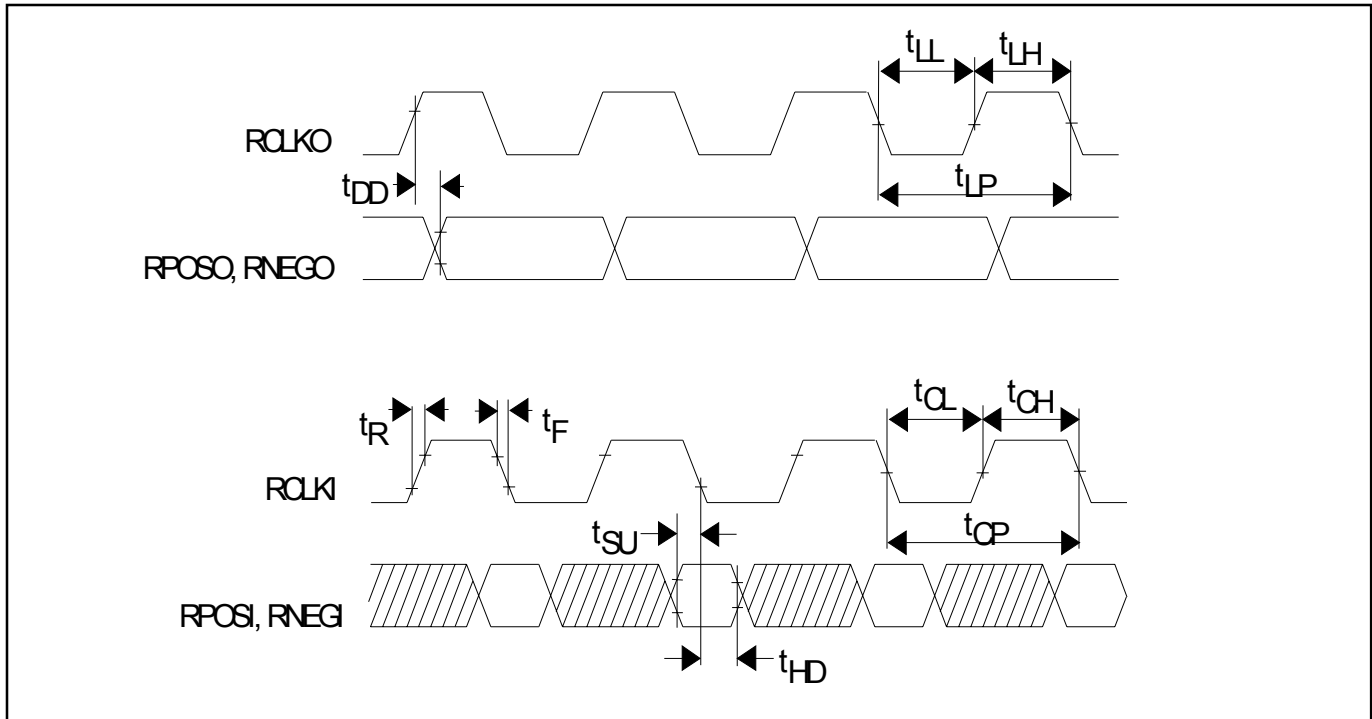 tLL
tLH
RCLKO
tLP
tDD
RPOSO, RNEGO
tCL
tCH
tR
tF
RCLKI
tCP
tSU
RPOSI, RNEGI
tHD